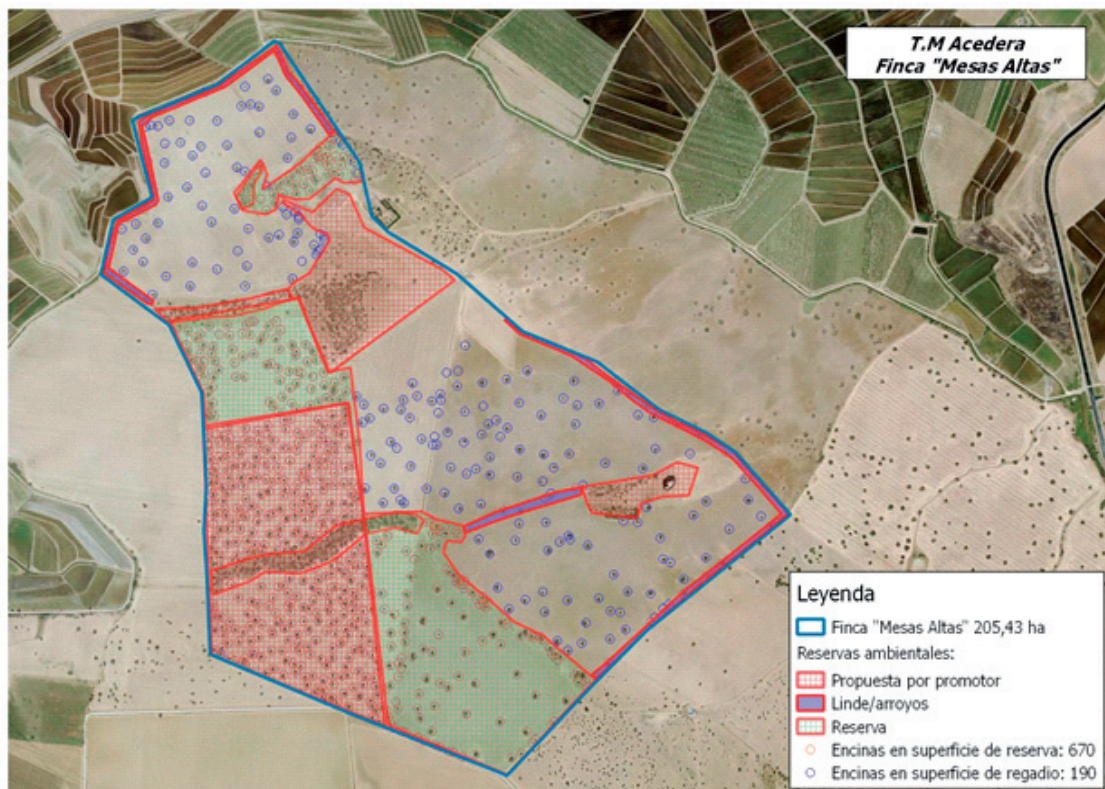 T.M Acedera
Finca "Mesas Altas"
Leyenda
Finca "Mesas Altas" 205,43 ha
Reservas ambientales:
Propuesta por promotor
Linde/arroyos
Reserva
Encinas en superficie de reserva: 670
Encinas en superficie de regadio: 190